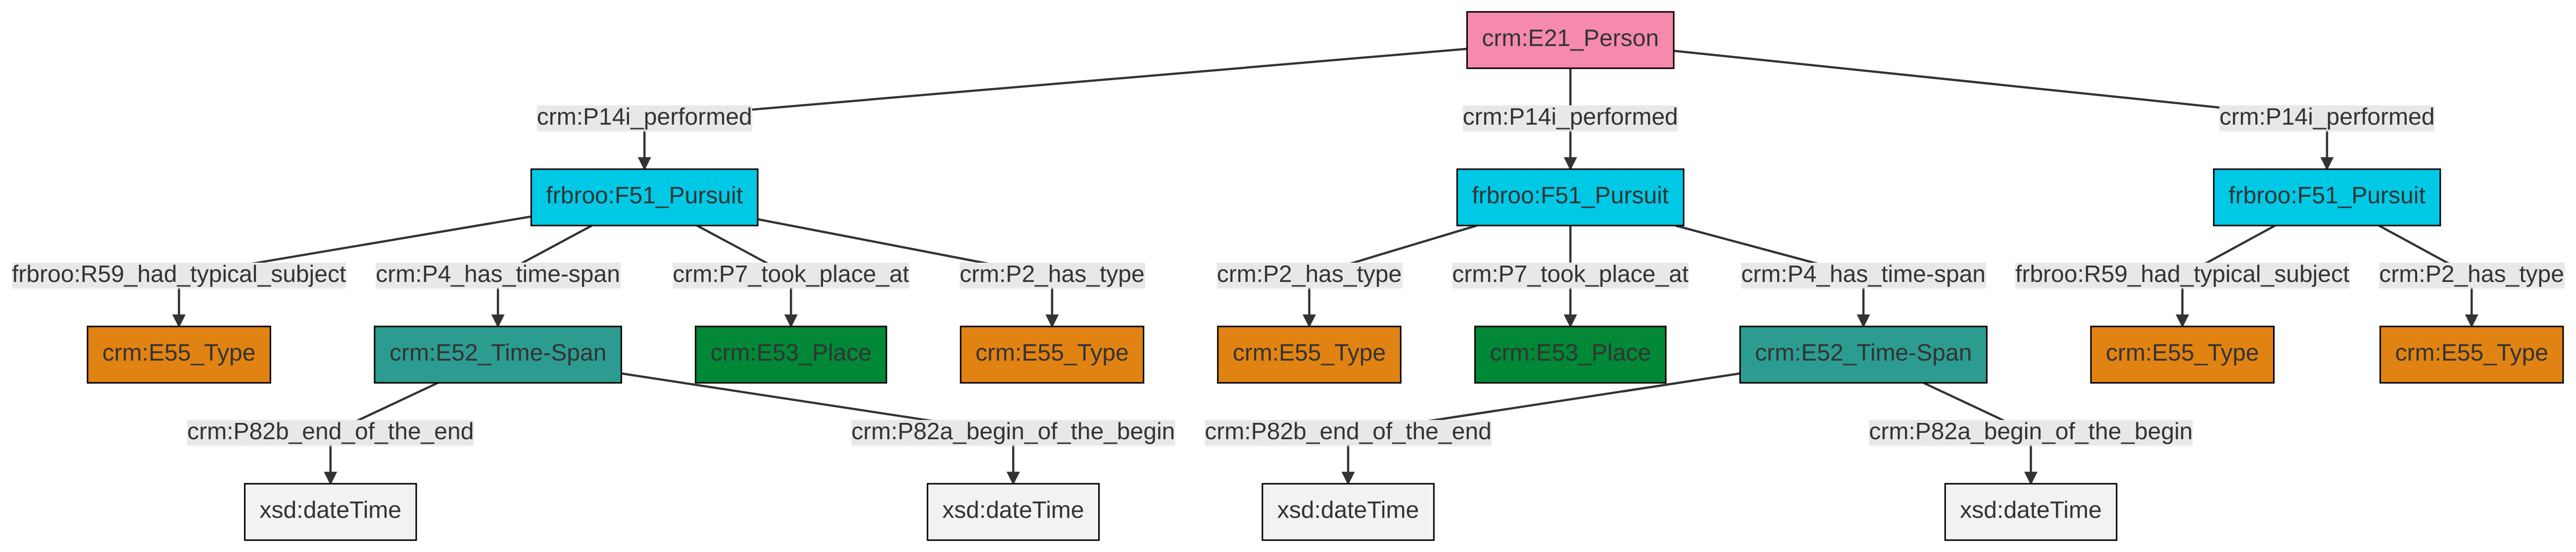 crm:E21_Person
crm:P14i_performed
crm:P14i_performed
crm:P14i_performed
frbroo:F51_Pursuit
frbroo:F51_Pursuit
frbroo:F51_Pursuit
frbroo:R59_had_typical_subject
crm:P4_has_time-span
crm:P7_took_place_at
crm:P2_has_type
crm:P2_has_type
crm:P7_took_place_at
crm:P4_has_time-span
frbroo:R59_had_typical_subject
crm:P2_has_type
crm:E55_Type
crm:E52_Time-Span
crm:E53_Place
crm:E55_Type
crm:E55_Type
crm:E53_Place
crm:E52_Time-Span
crm:E55_Type
crm:E55_Type
crm:P82b_end_of_the_end
crm:P82a_begin_of_the_begin
crm:P82b_end_of_the_end
crm:P82a_begin_of_the_begin
xsd:dateTime
xsd:dateTime
xsd:dateTime
xsd:dateTime